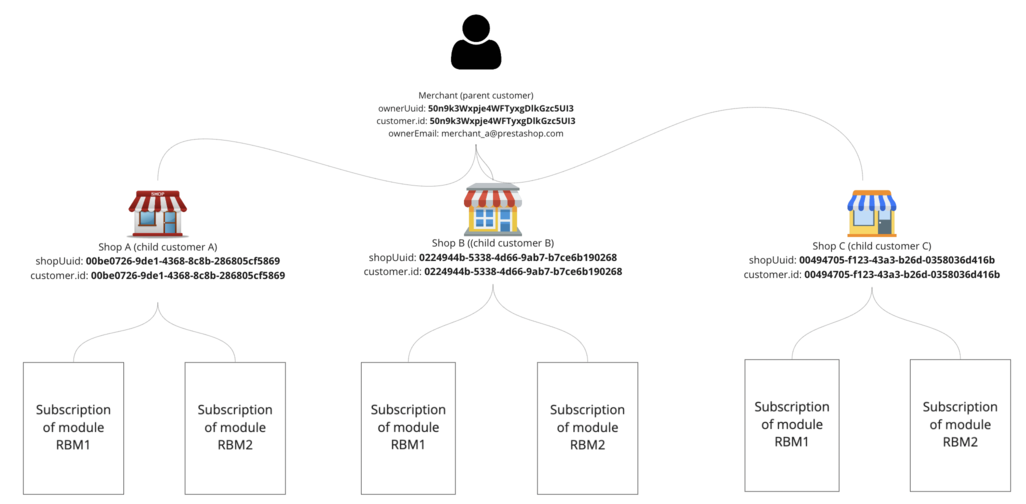 Merchant (parent customer)
ownerUuid: 50n9k3Wxpje4WFTyxgDlkGzc5UI3
customer.id: 50n9k3Wxpje4WFTyxgDlkGzc5UI3
ownerEmail: merchant_a@prestashop.com
SHOP
Shop A (child customer A)
shopUuid: 00be0726-9de1-4368-8c8b-286805cf5869
customer.id: 00be0726-9de1-4368-8c8b-286805cf5869
Shop B ((child customer B)
shopUuid: 0224944b-5338-4d66-9ab7-b7ce6b190268
customer.id: 0224944b-5338-4d66-9ab7-b7ce6b190268
Shop C (child customer C)
shopUuid: 00494705-f123-43a3-b26d-0358036d416b
customer.id: 00494705-f123-43a3-b26d-0358036d416b
Subscription
of module
RBM1
Subscription
of module
RBM2
Subscription
of module
RBM1
Subscription
of module
RBM2
Subscription
of module
RBM1
Subscription
of module
RBM2